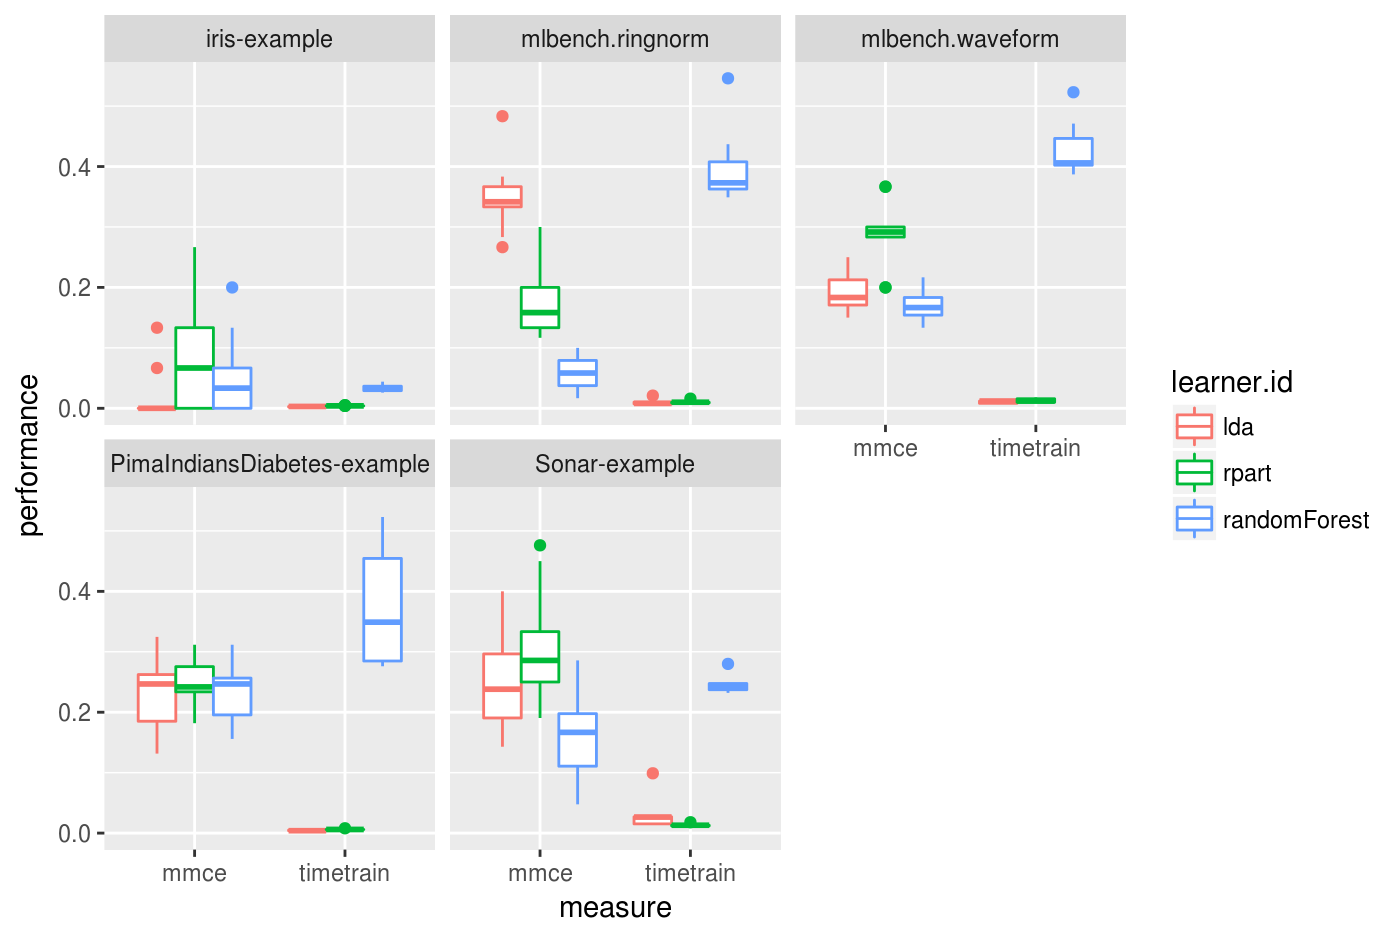 iris-example
mlbench.ringnorm
mlbench.waveform
0.4
0.2
0.0
mmce
timetrain
performance
PimaIndiansDiabetes-example
Sonar-example
0.4
0.2
0.0
mmce
timetrain
mmce
timetrain
measure
learner.id
lda
rpart
randomForest